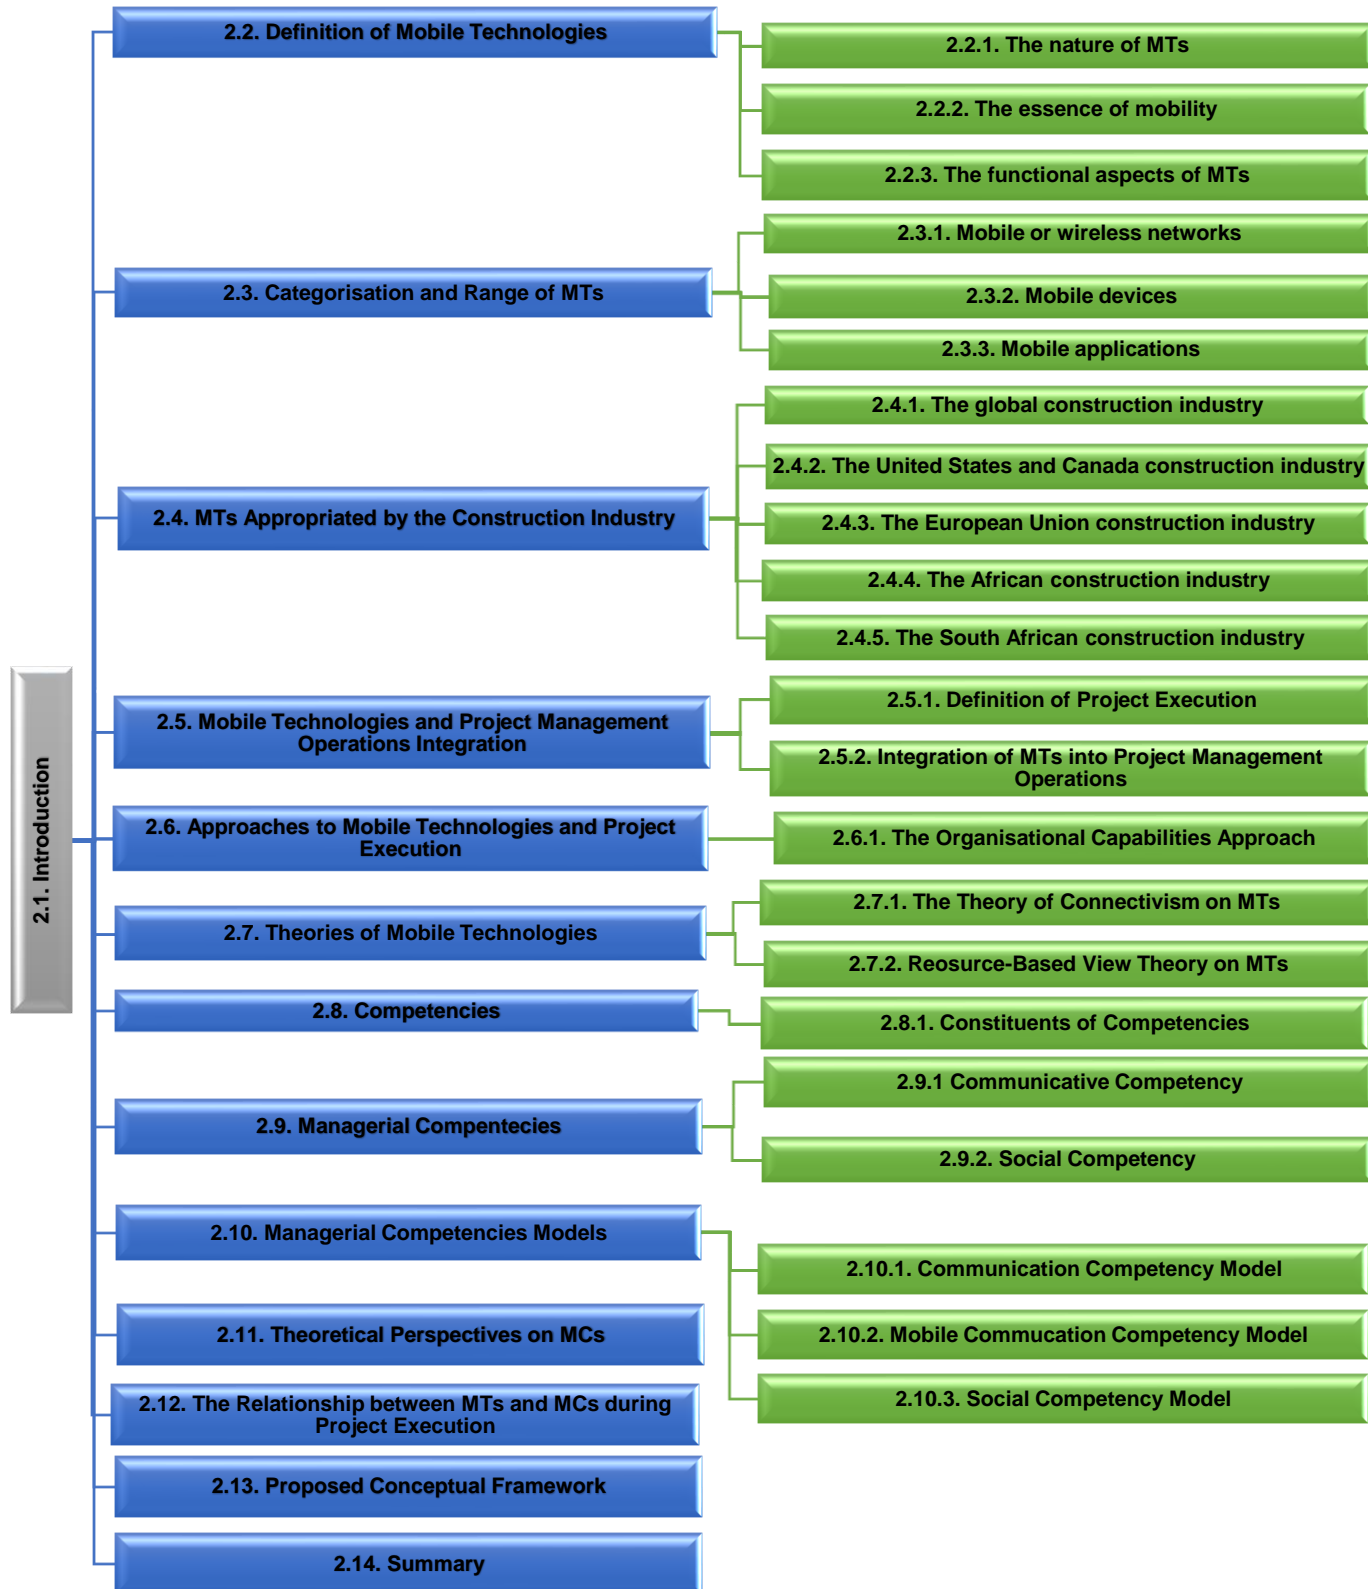 2.1. Introduction
2.2. Definition of Mobile Technologies
2.2.1. The nature of MTs
2.2.2. The essence of mobility
2.2.3. The functional aspects of MTs
2.3. Categorisation and Range of MTs
2.3.1. Mobile or wireless networks
2.3.2. Mobile devices
2.3.3. Mobile applications
2.4. MTs Appropriated by the Construction Industry
2.4.1. The global construction industry
2.4.2. The United States and Canada construction industry
2.4.3. The European Union construction industry
2.4.4. The African construction industry
2.4.5. The South African construction industry
2.5. Mobile Technologies and Project Management
Operations Integration
2.5.1. Definition of Project Execution
2.5.2. Integration of MTs into Project Management
Operations
2.6. Approaches to Mobile Technologies and Project
Execution
2.6.1. The Organisational Capabilities Approach
2.7. Theories of Mobile Technologies
2.7.1. The Theory of Connectivism on MTs
2.7.2. Reosurce-Based View Theory on MTs
2.8. Competencies
2.8.1. Constituents of Competencies
2.9. Managerial Compentecies
2.9.1 Communicative Competency
2.9.2. Social Competency
2.10. Managerial Competencies Models
2.10.1. Communication Competency Model
2.10.2. Mobile Commucation Competency Model
2.10.3. Social Competency Model
2.11. Theoretical Perspectives on MCs
2.12. The Relationship between MTs and MCs during
Project Execution
2.13. Proposed Conceptual Framework
2.14. Summary